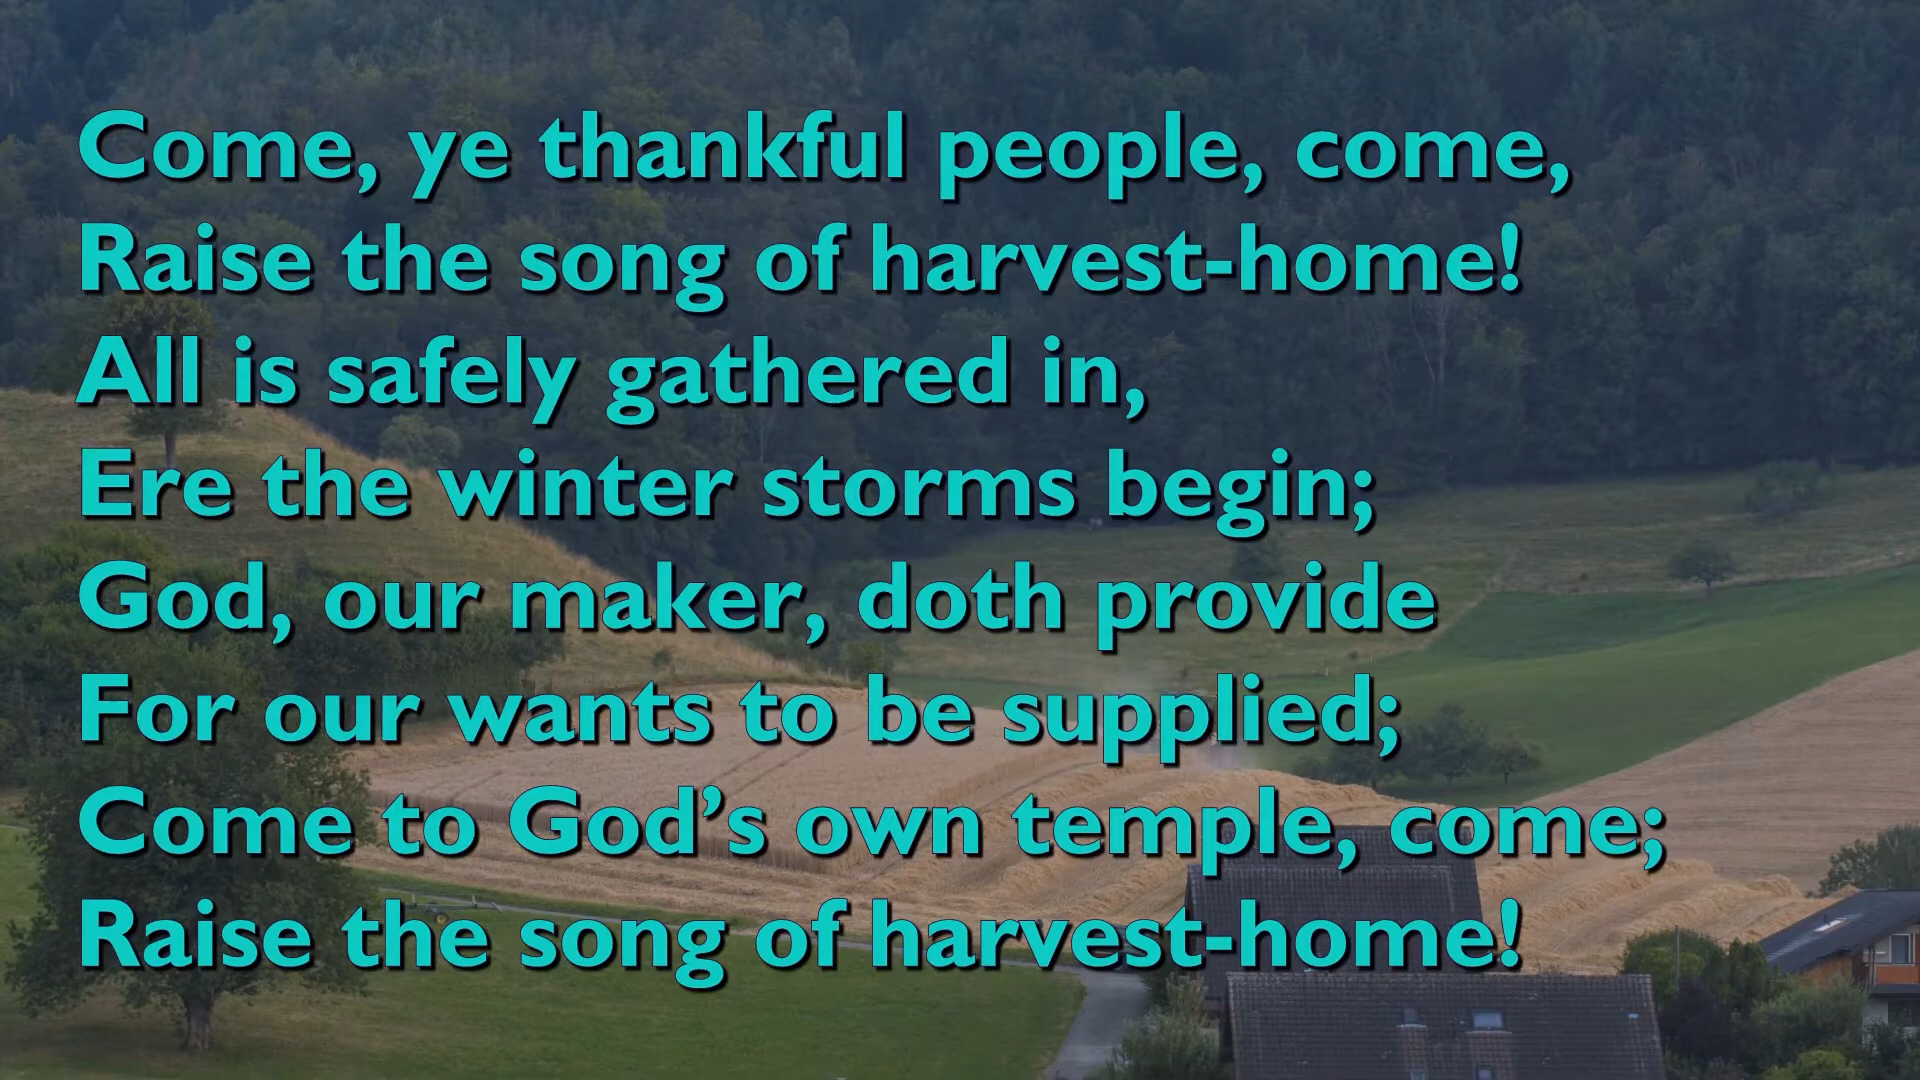 Come, ye thankful people, come,
Raise the song of harvest-home!
All is safely gathered in,
Ere the winter storms begin;
God, our maker, doth provide
For our wants to be supplied;
Come to God’s own temple, come;
Raise the song of harvest-home!